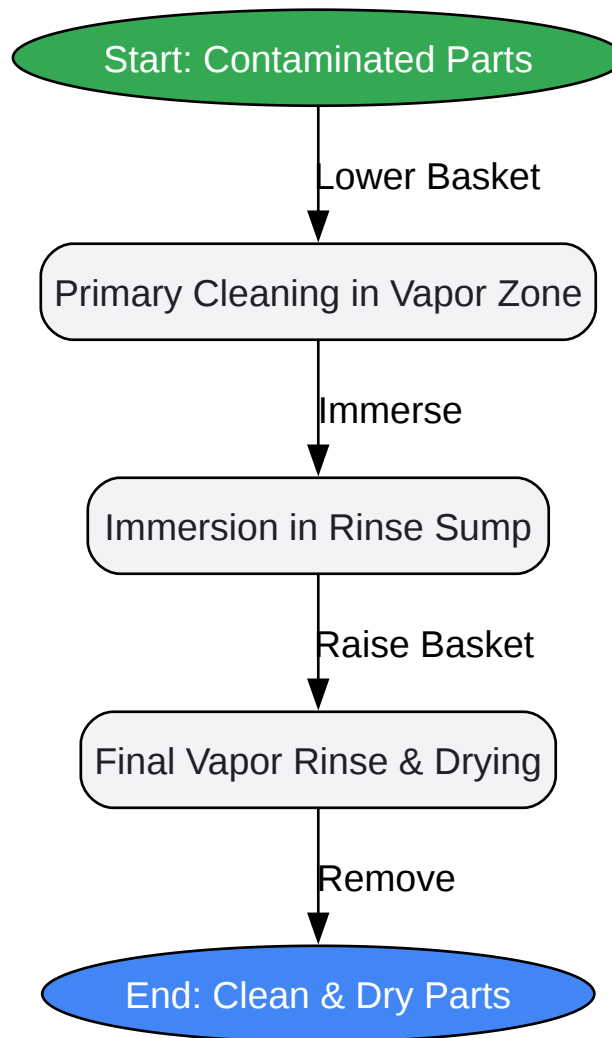 Start: Contaminated Parts
Lower Basket
Primary Cleaning in Vapor Zone
Immerse
Immersion in Rinse Sump
Raise Basket
Final Vapor Rinse & Drying
Remove
End: Clean & Dry Parts